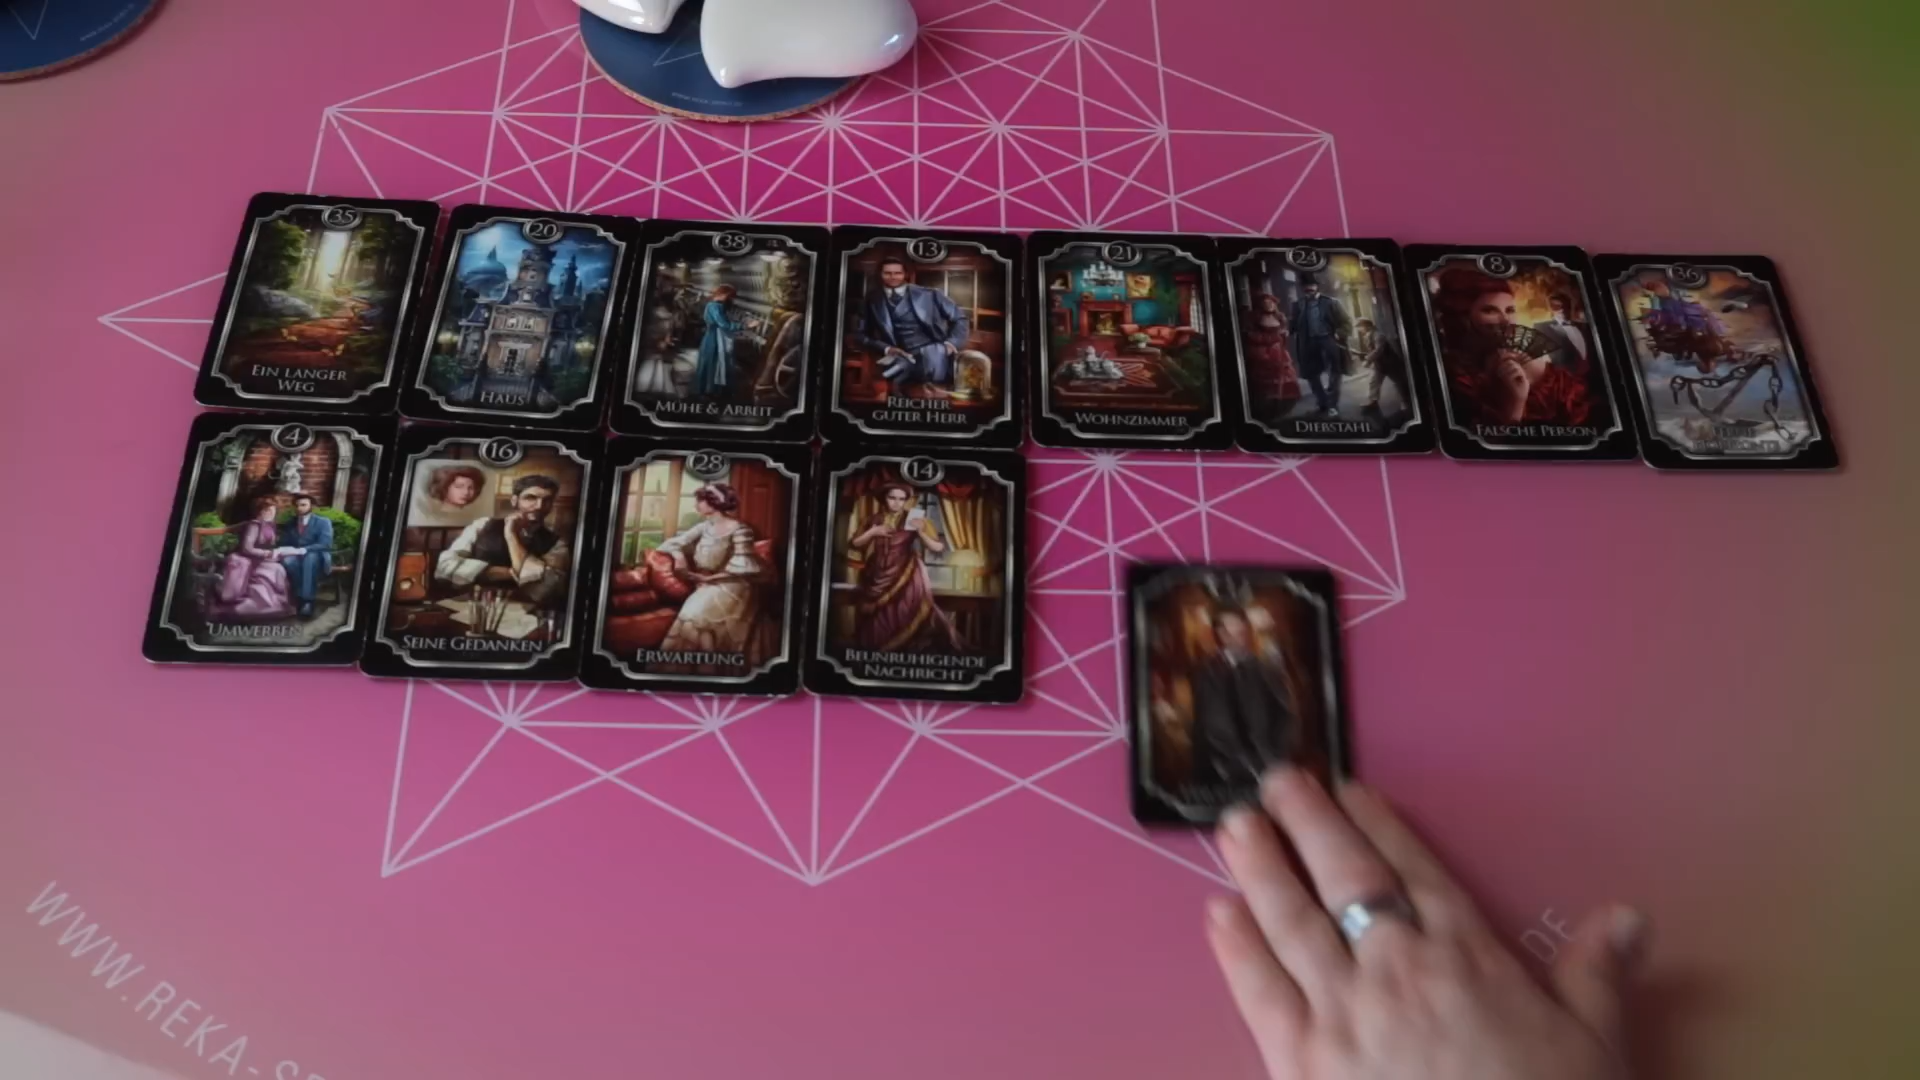 35
EIN LANGER
WEG
20
HAUS
38
MÜHE & ARBEIT
13
REICHER
GUTER HERR
21
WOHNZIMMER
24
DIEBSTAHL
8
FALSCHE PERSON
36
4
UMWERBEN
16
SEINE GEDANKEN
28
ERWARTUNG
14
BEUNRUHIGENDE
NACHRICHT
WWW.REKA-
DE